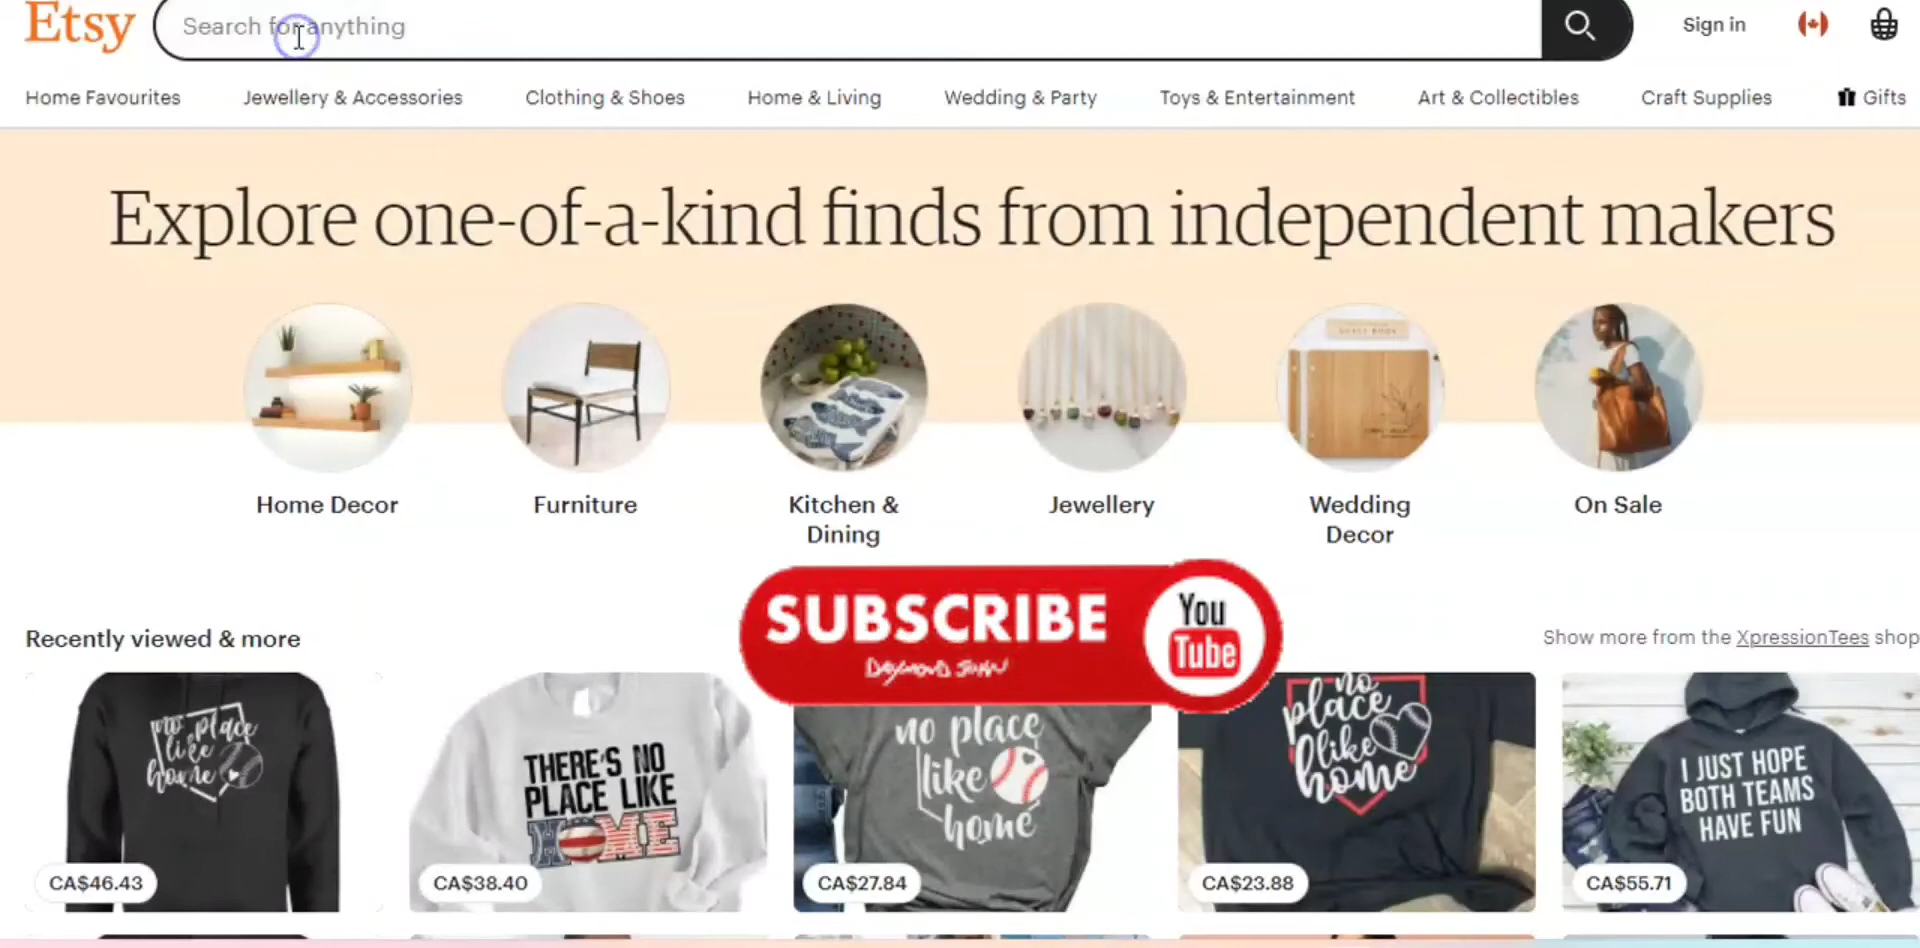 Etsy
Search for anything
Sign in
Home Favourites
Jewellery & Accessories
Clothing & Shoes
Home & Living
Wedding & Party
Toys & Entertainment
Art & Collectibles
Craft Supplies
Gifts
Explore one-of-a-kind finds from independent makers
GUEST BOOK
Home Decor
Furniture
Kitchen &
Dining
Jewellery
Wedding
Decor
On Sale
SUBSCRIBE
You
Tube
Recently viewed & more
Show more from the XpressionTees shop
no place
like
home
CA$46.43
THERE'S NO
PLACE LIKE
HOME
CA$38.40
no place
like
home
CA$27.84
no
place
like
home
CA$23.88
I JUST HOPE
BOTH TEAMS
HAVE FUN
CA$55.71